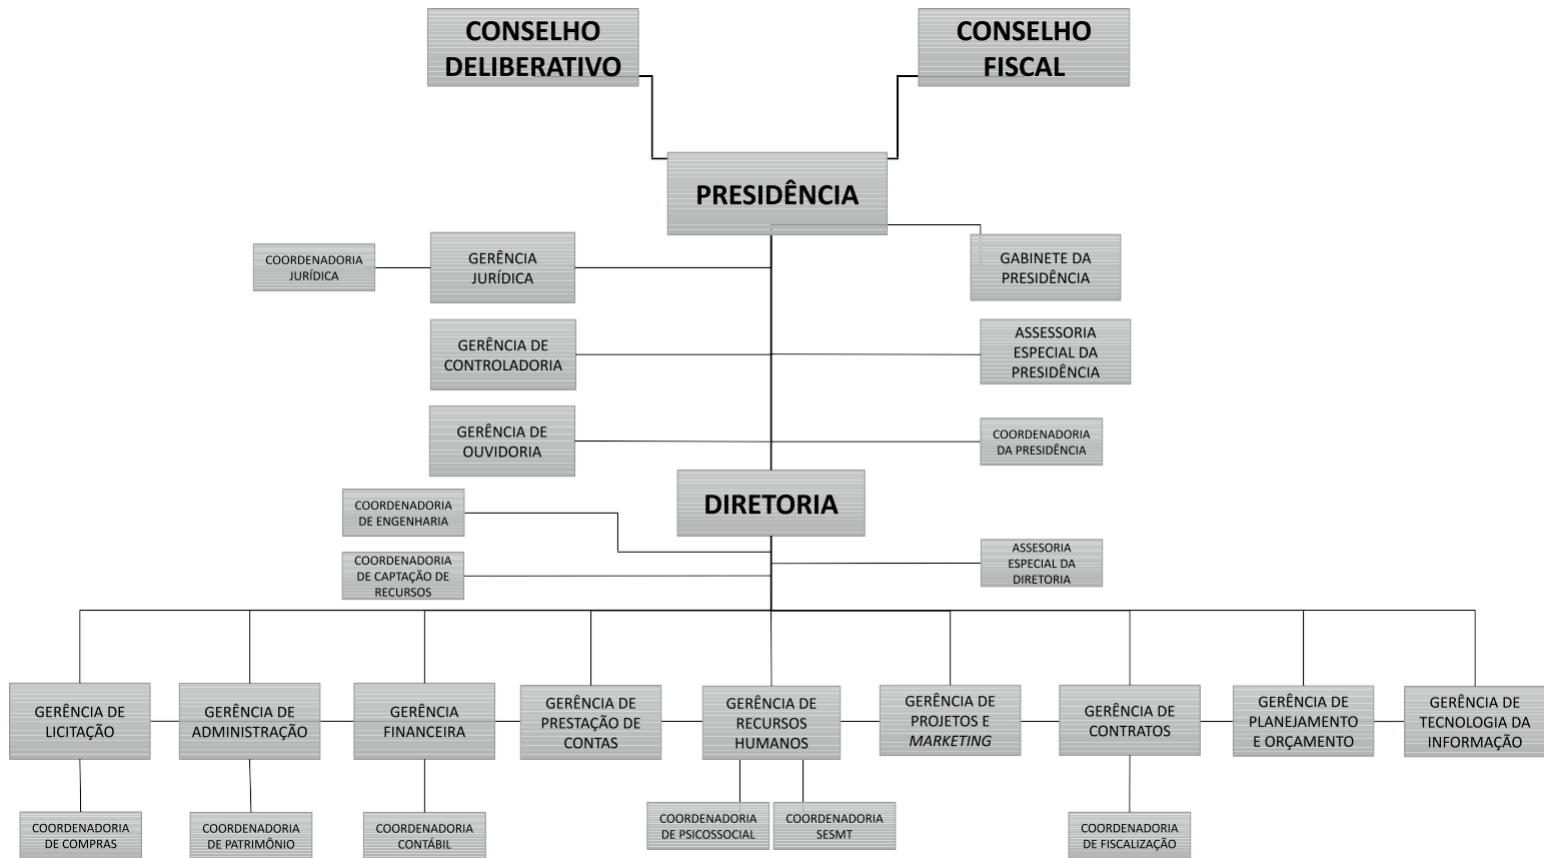 CONSELHO
DELIBERATIVO
CONSELHO
FISCAL
PRESIDÊNCIA
COORDENADORIA
JURÍDICA
GERÊNCIA
JURÍDICA
GABINETE DA
PRESIDÊNCIA
GERÊNCIA DE
CONTROLADORIA
ASSESSORIA
ESPECIAL DA
PRESIDÊNCIA
GERÊNCIA DE
OUVIDORIA
COORDENADORIA
DA PRESIDÊNCIA
DIRETORIA
COORDENADORIA
DE ENGENHARIA
COORDENADORIA
DE CAPTAÇÃO DE
RECURSOS
ASSESORIA
ESPECIAL DA
DIRETORIA
GERÊNCIA DE
LICITAÇÃO
GERÊNCIA DE
ADMINISTRAÇÃO
GERÊNCIA
FINANCEIRA
GERÊNCIA DE
PRESTAÇÃO DE
CONTAS
GERÊNCIA DE
RECURSOS
HUMANOS
GERÊNCIA DE
PROJETOS E
MARKETING
GERÊNCIA DE
CONTRATOS
GERÊNCIA DE
PLANEJAMENTO
E ORÇAMENTO
GERÊNCIA DE
TECNOLOGIA DA
INFORMAÇÃO
COORDENADORIA
DE COMPRAS
COORDENADORIA
DE PATRIMÔNIO
COORDENADORIA
CONTÁBIL
COORDENADORIA
DE PSICOSSOCIAL
COORDENADORIA
SESMT
COORDENADORIA
DE FISCALIZAÇÃO